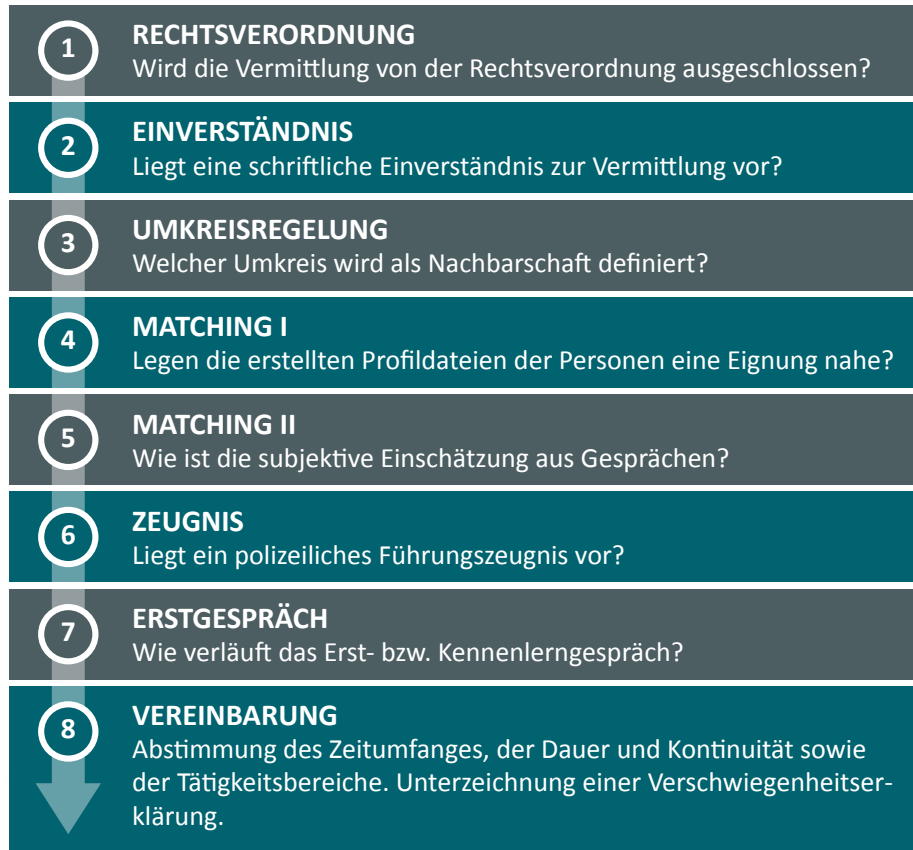 1
RECHTSVERORDNUNG
Wird die Vermittlung von der Rechtsverordnung ausgeschlossen?
2
EINVERSTÄNDNIS
Liegt eine schriftliche Einverständnis zur Vermittlung vor?
3
UMKREISREGELUNG
Welcher Umkreis wird als Nachbarschaft definiert?
4
MATCHING I
Legen die erstellten Profildateien der Personen eine Eignung nahe?
5
MATCHING II
Wie ist die subjektive Einschätzung aus Gesprächen?
6
ZEUGNIS
Liegt ein polizeiliches Führungszeugnis vor?
7
ERSTGESPRÄCH
Wie verläuft das Erst- bzw. Kennenlerngespräch?
8
VEREINBARUNG
Abstimmung des Zeitumfanges, der Dauer und Kontinuität sowie
der Tätigkeitsbereiche. Unterzeichnung einer Verschwiegenheitser-
klärung.